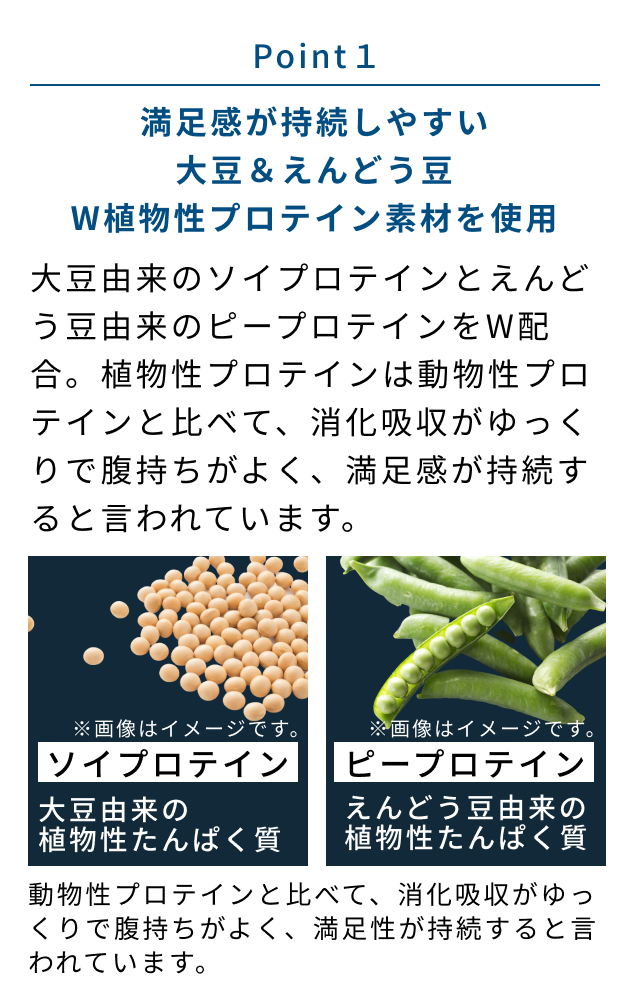 Point１
満足感が持続しやすい
大豆＆えんどう豆
W植物性プロテイン素材を使用
大豆由来のソイプロテインとえんど
う豆由来のピープロテインをW配
合。植物性プロテインは動物性プロ
テインと比べて、消化吸収がゆっく
りで腹持ちがよく、満足感が持続す
ると言われています。
※画像はイメージです。
ソイプロテイン
大豆由来の
植物性たんぱく質
※画像はイメージです。
ピープロテイン
えんどう豆由来の
植物性たんぱく質
動物性プロテインと比べて、消化吸収がゆっ
くりで腹持ちがよく、満足性が持続すると言
われています。